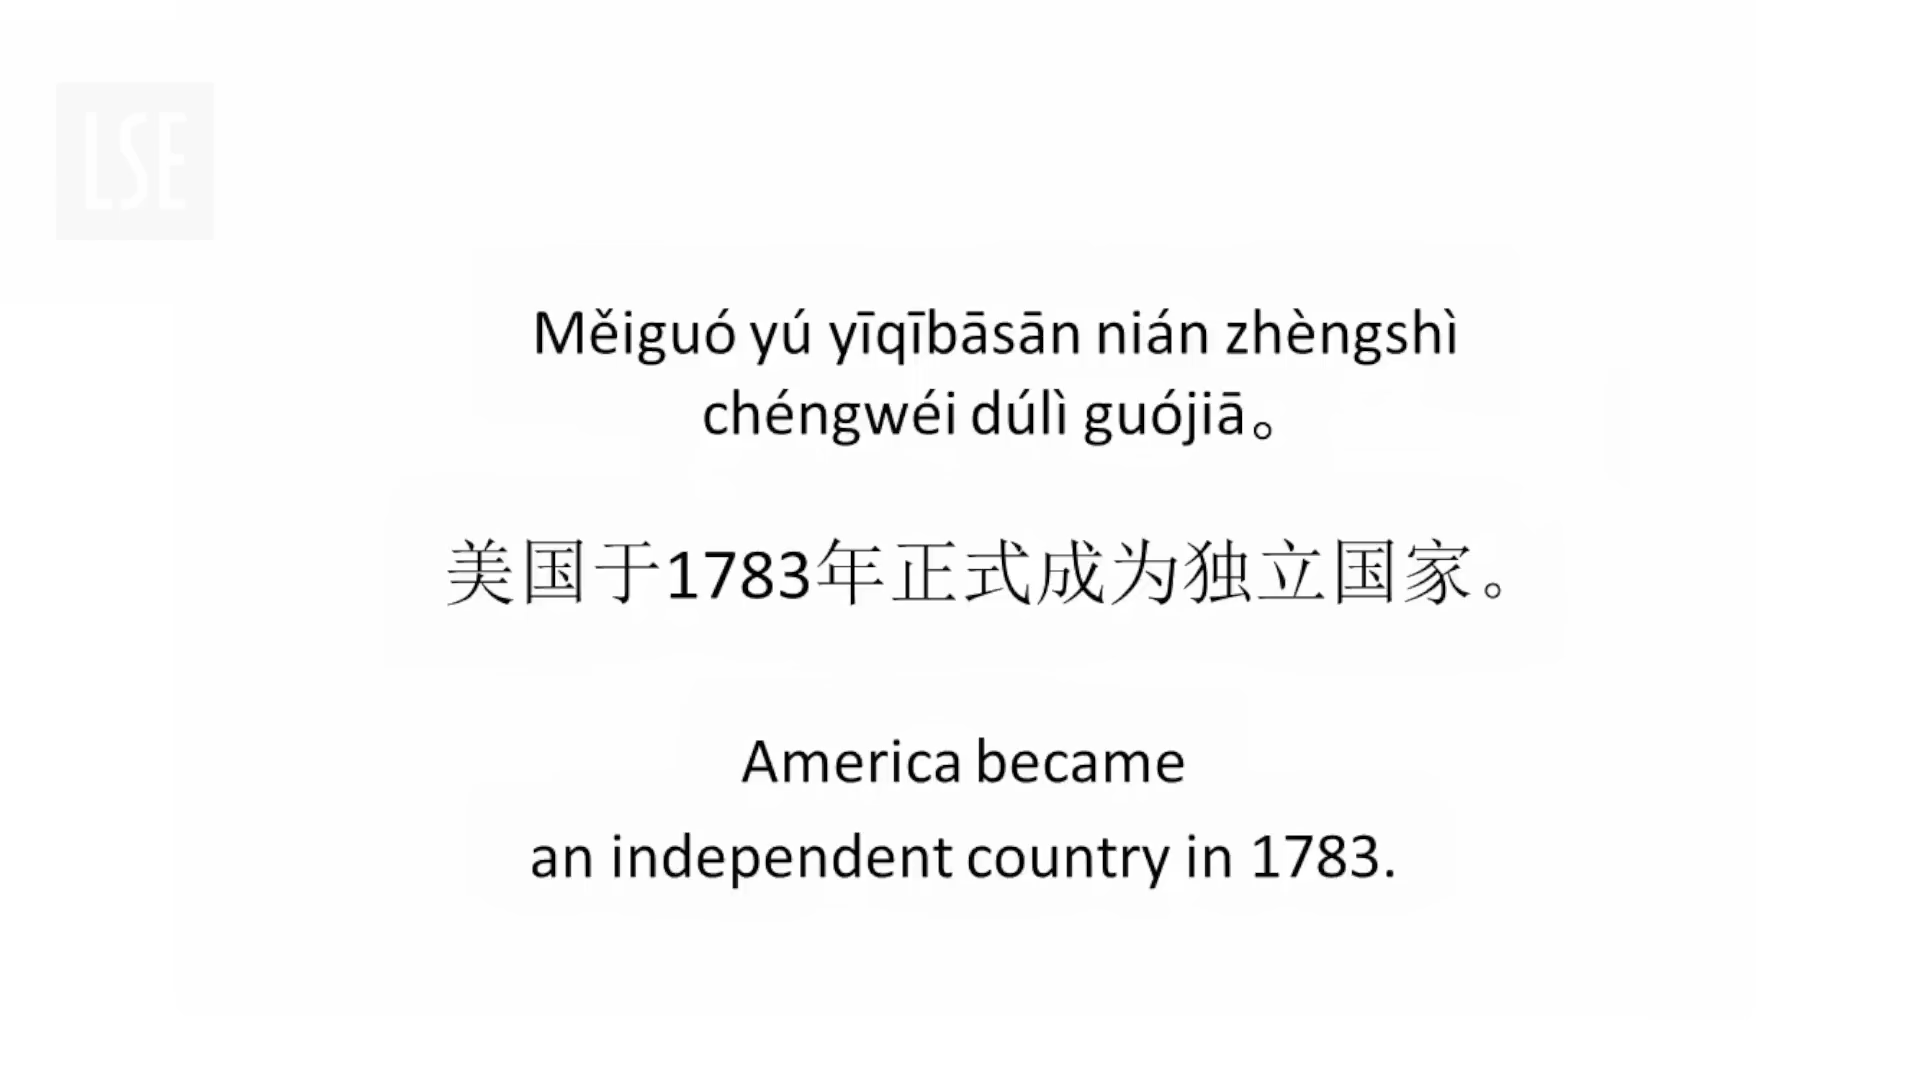 LSE
Měiguó yú yīqībāsān nián zhèngshì
chéngwéi dúlì guójiā。
美国于1783年正式成为独立国家。
America became
an independent country in 1783.